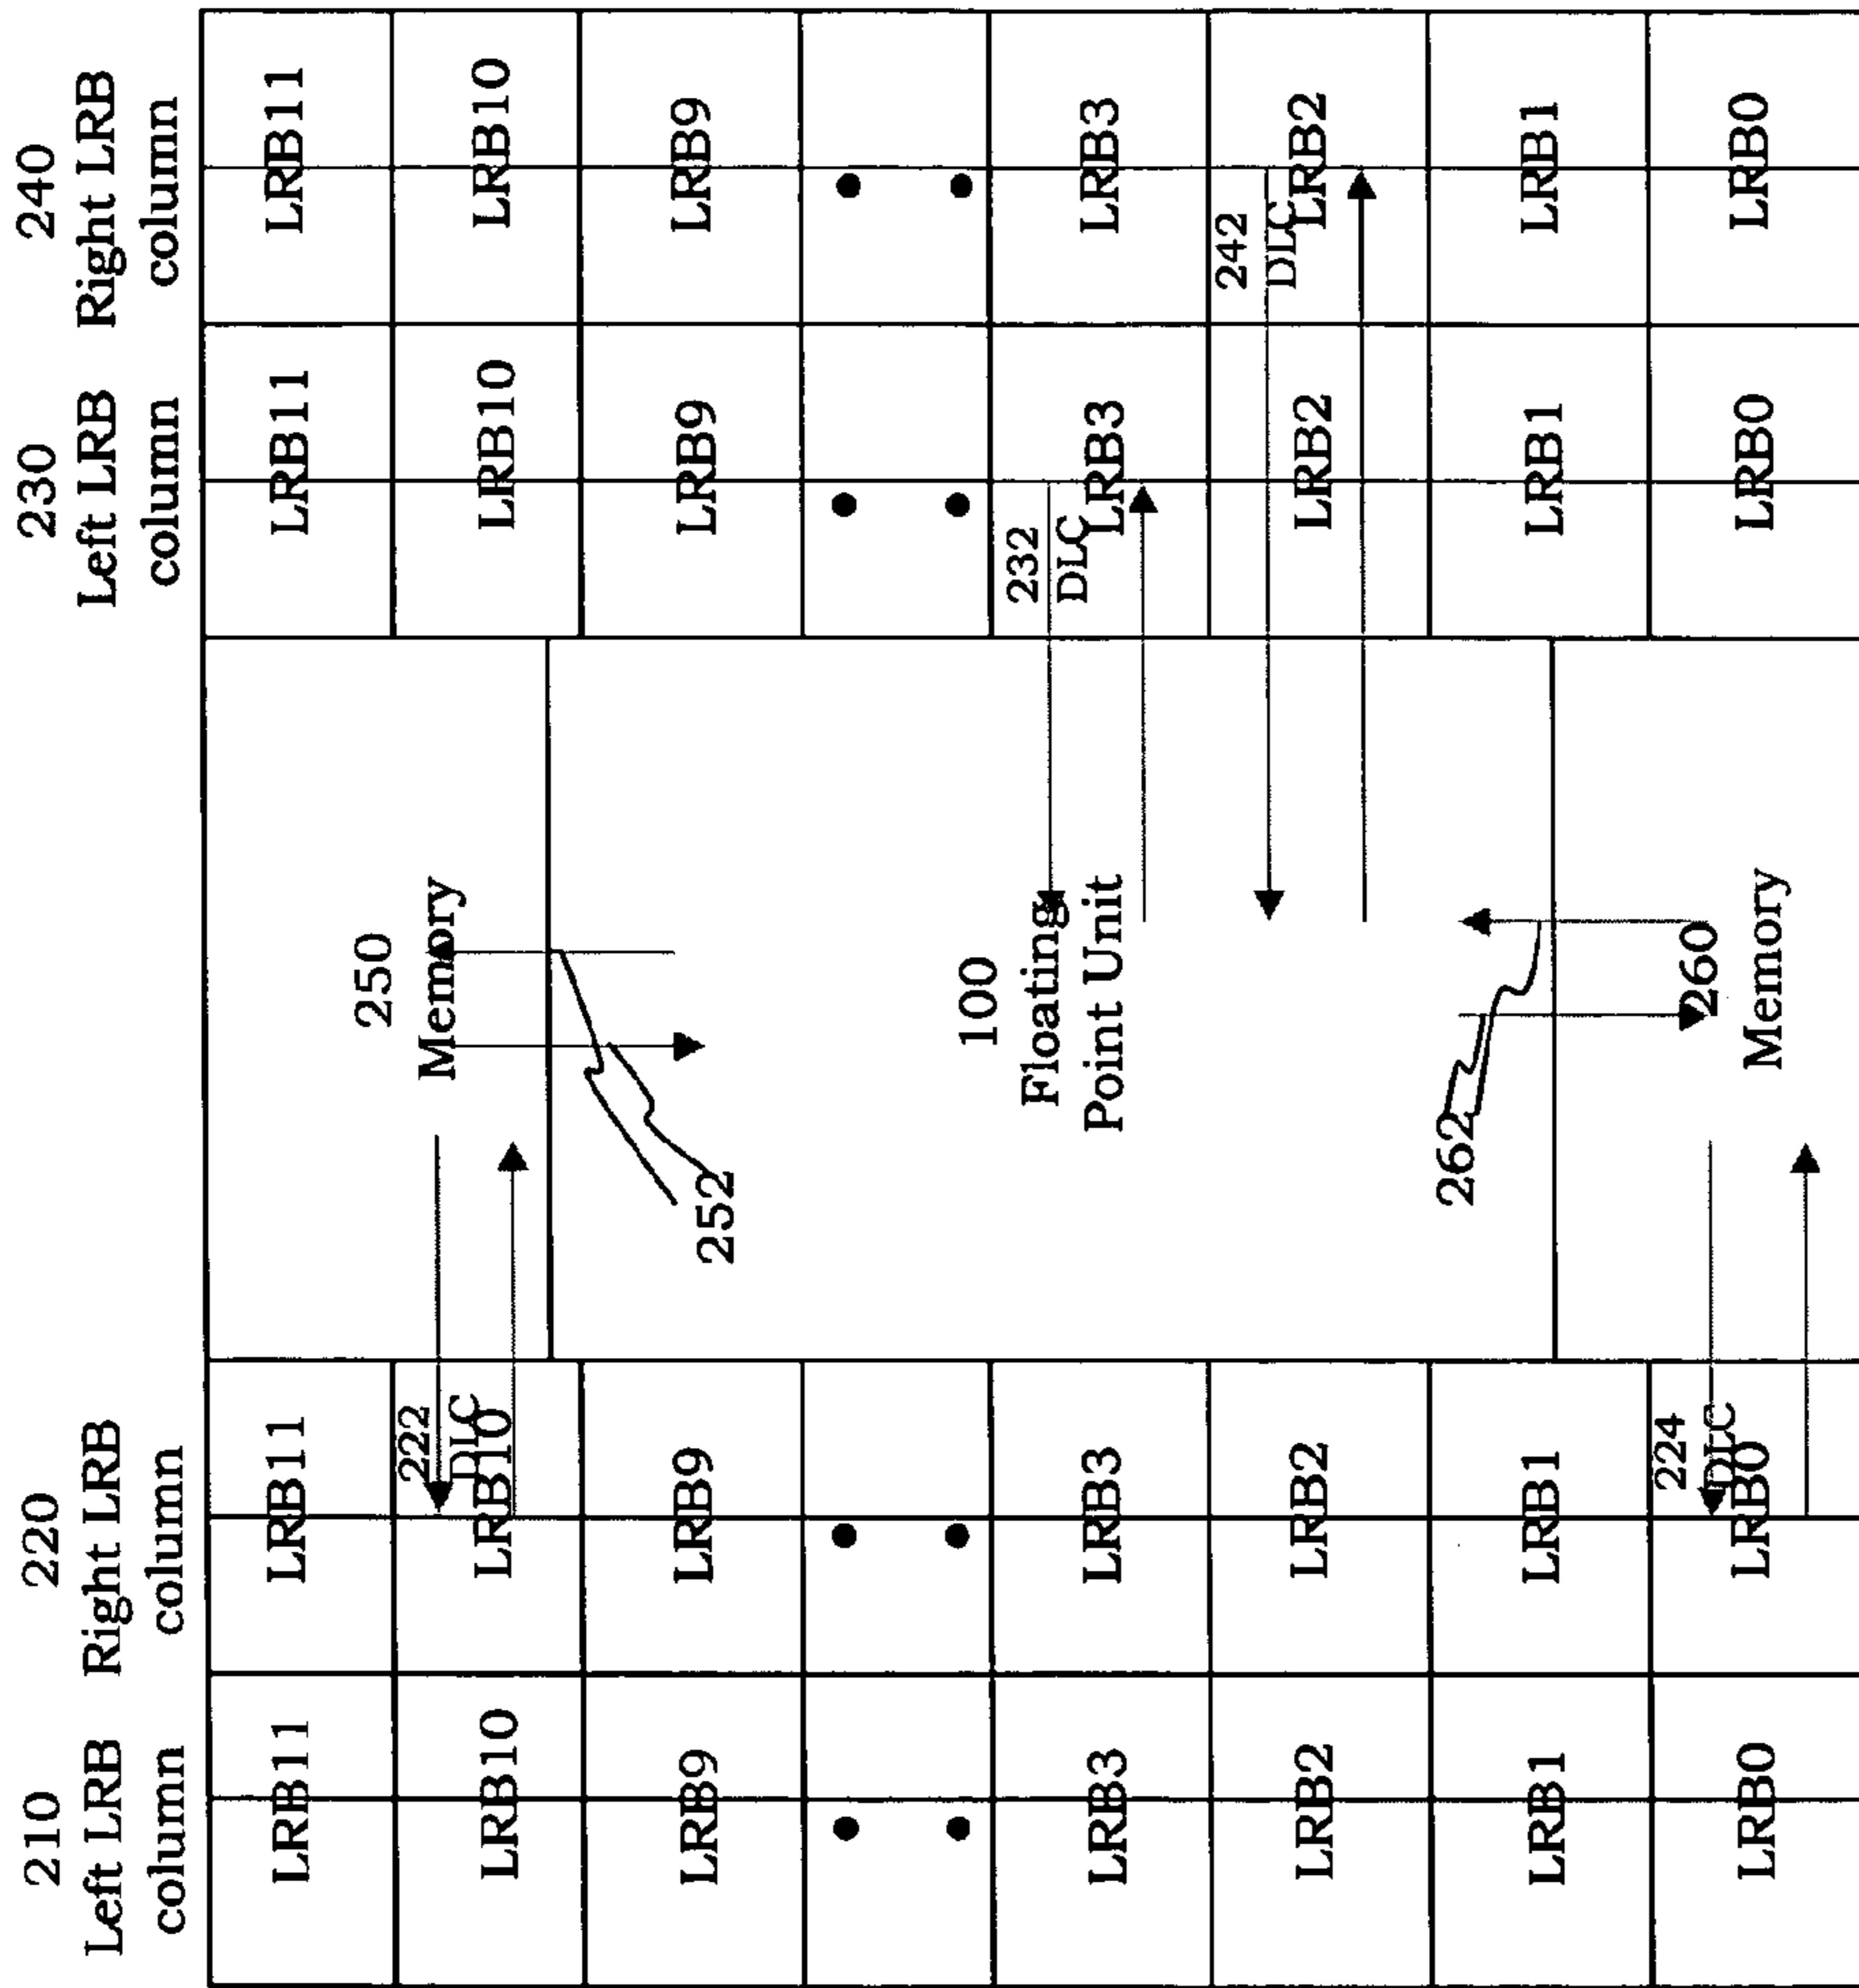 210
Left LRB
column
220
Right LRB
column
230
Left LRB
column
240
Right LRB
column
LRB11
LRB11
LRB11
LRB11
250
Memory
LRB10
222
DLC
LRB10
LRB10
LRB10
LRB9
LRB9
252
LRB9
LRB9
100
Floating
Point Unit
LRB3
LRB3
232
DLC
LRB3
LRB3
LRB2
LRB2
LRB2
242
DLC
LRB2
LRB1
LRB1
262
LRB1
LRB1
LRB0
224
DLC
LRB0
260
Memory
LRB0
LRB0